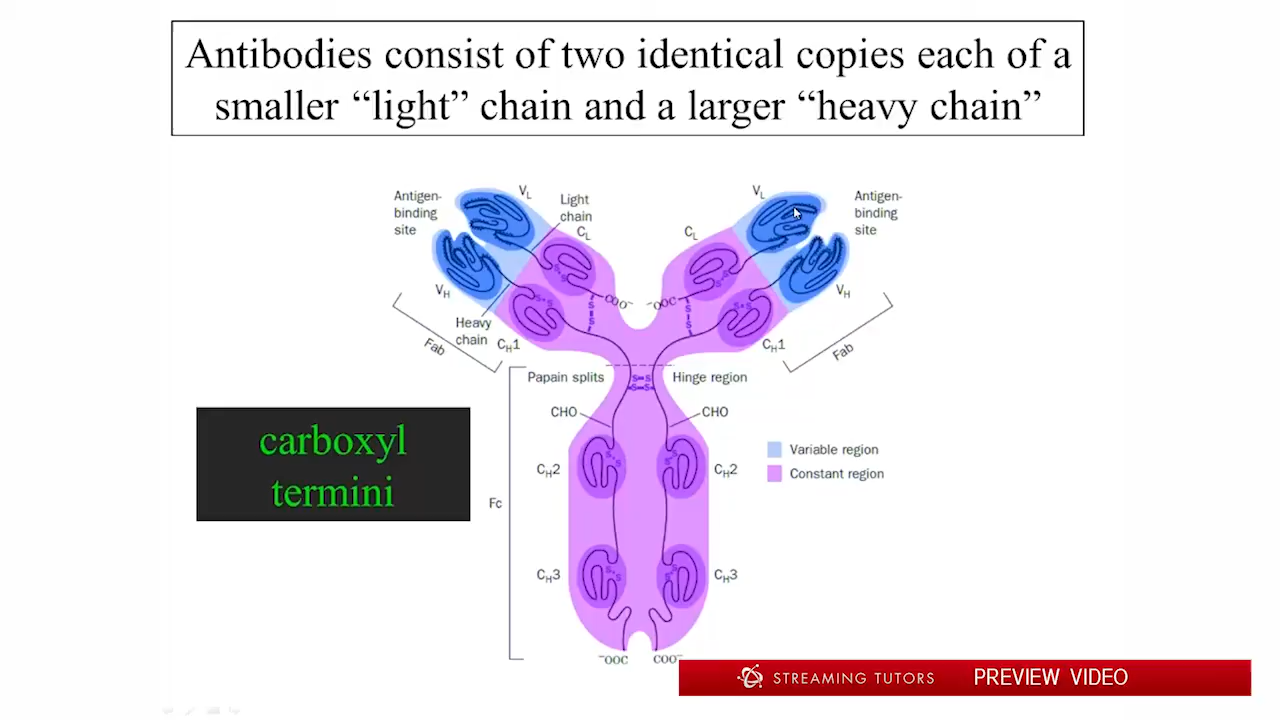 Antibodies consist of two identical copies each of a
smaller “light” chain and a larger “heavy chain”
Antigen-
binding
site
VL
Light
chain
CL
VL
CL
Antigen-
binding
site
VH
Heavy
chain
CH1
Fab
COO⁻
⁻OOC
S
S
S
S
S S
S S
S S
S S
VH
CH1
Fab
Papain splits
S S
S S
Hinge region
CHO
CHO
carboxyl
termini
CH2
S S
S S
CH2
Variable region
Constant region
Fc
CH3
S S
S S
CH3
⁻OOC
COO⁻
STREAMING TUTORS
PREVIEW VIDEO